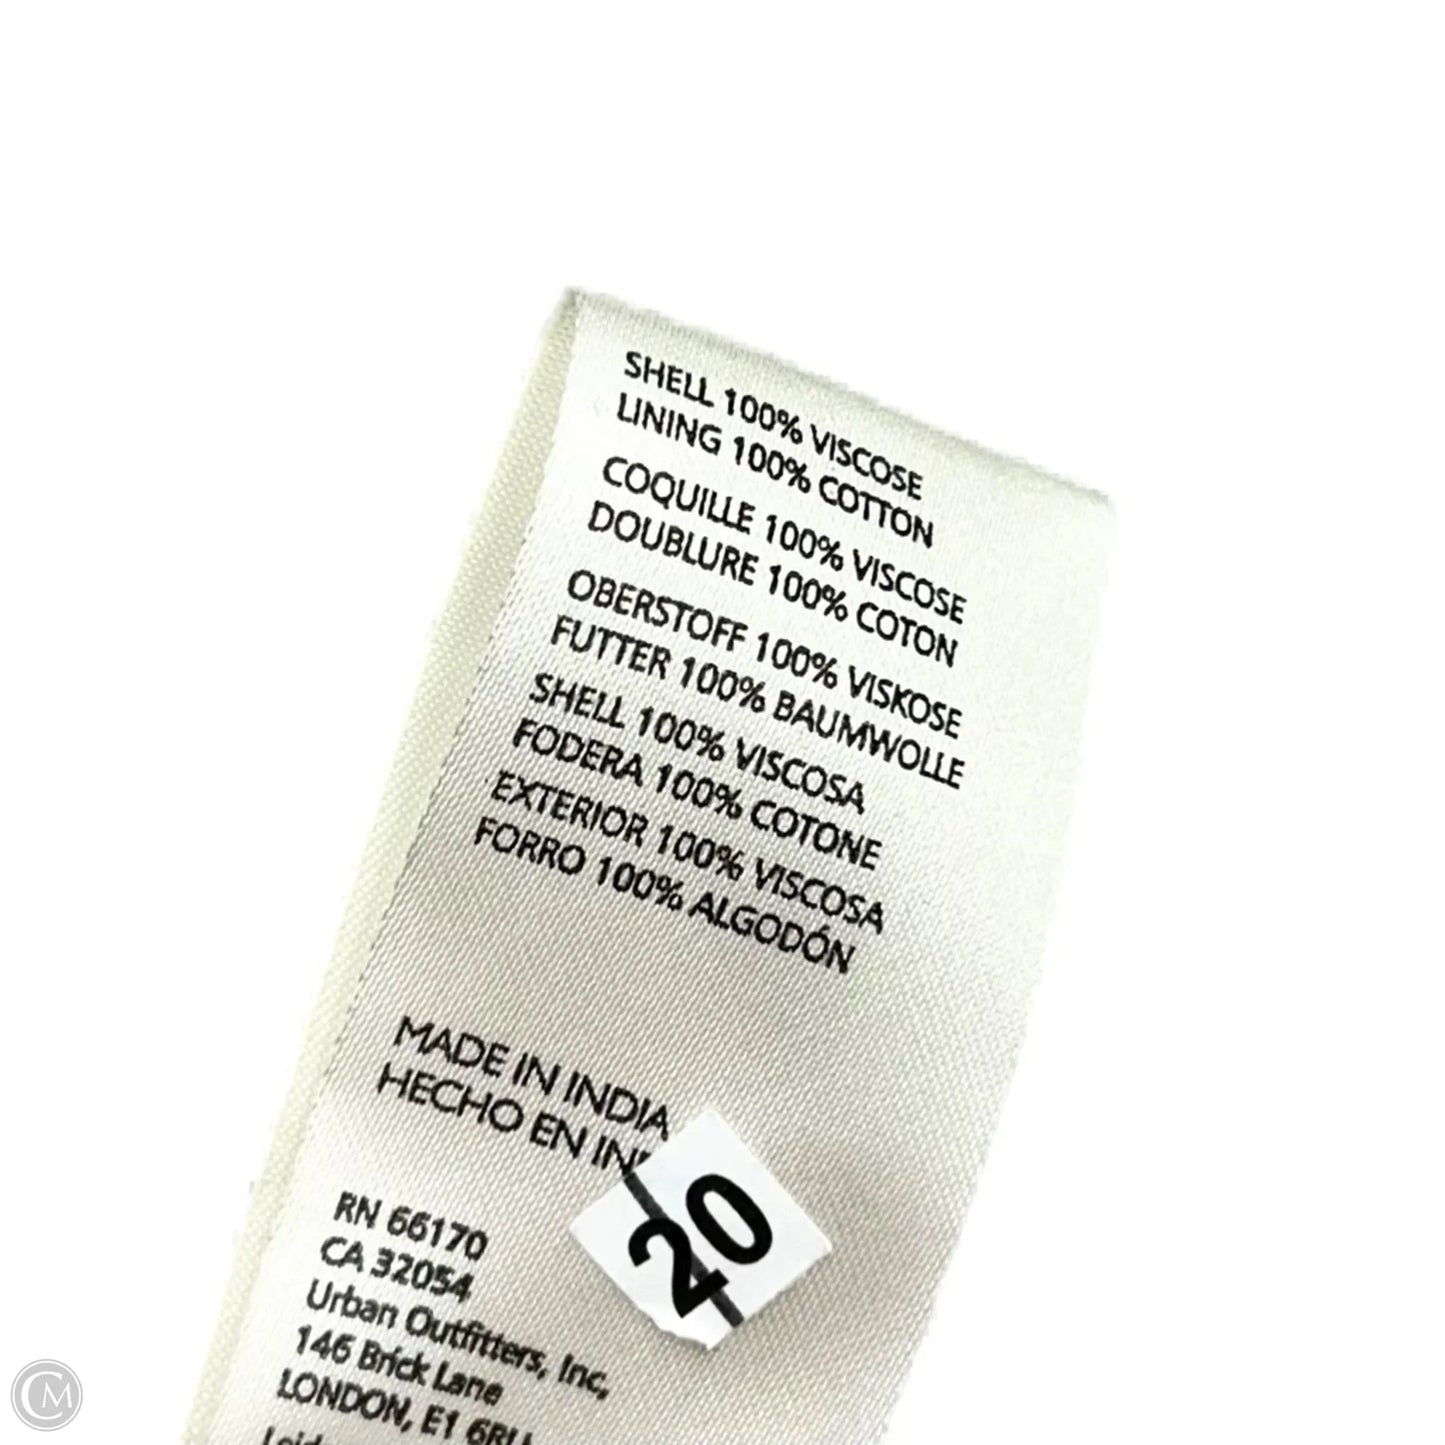 SHELL 100% VISCOSE
LINING 100% COTTON
COQUILLE 100% VISCOSE
DOUBLURE 100% COTON
OBERSTOFF 100% VISKOSE
FUTTER 100% BAUMWOLLE
SHELL 100% VISCOSA
FODERA 100% COTONE
EXTERIOR 100% VISCOSA
FORRO 100% ALGODÓN
MADE IN INDIA
HECHO EN
20
RN 66170
CA 32054
Urban Outfitters, Inc,
146 Brick Lane
LONDON, E1
CM